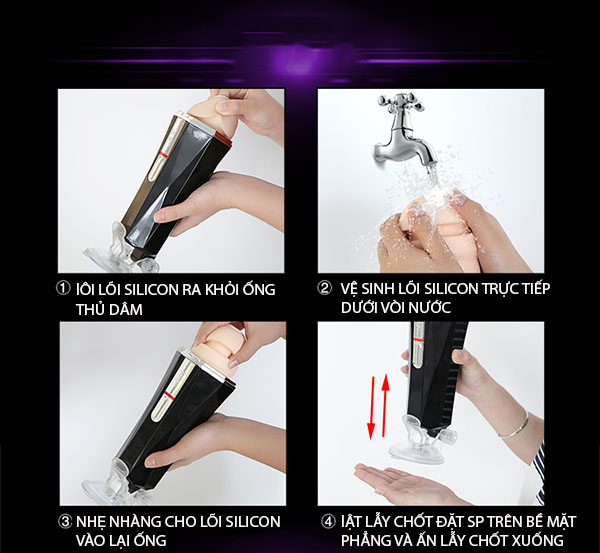 ① lôi lối silicon ra khỏi ống
THỦ DÂM
② VỆ SINH LÕI SILICON TRỰC TIẾP
DƯỚI VÒI NƯỚC
③ NHẸ NHÀNG CHO LÕI SILICON
VÀO LẠI ỐNG
④ IẬT LẪY CHỐT ĐẶT SP TRÊN BỀ MẶT
PHẲNG VÀ ẤN LẪY CHỐT XUỐNG